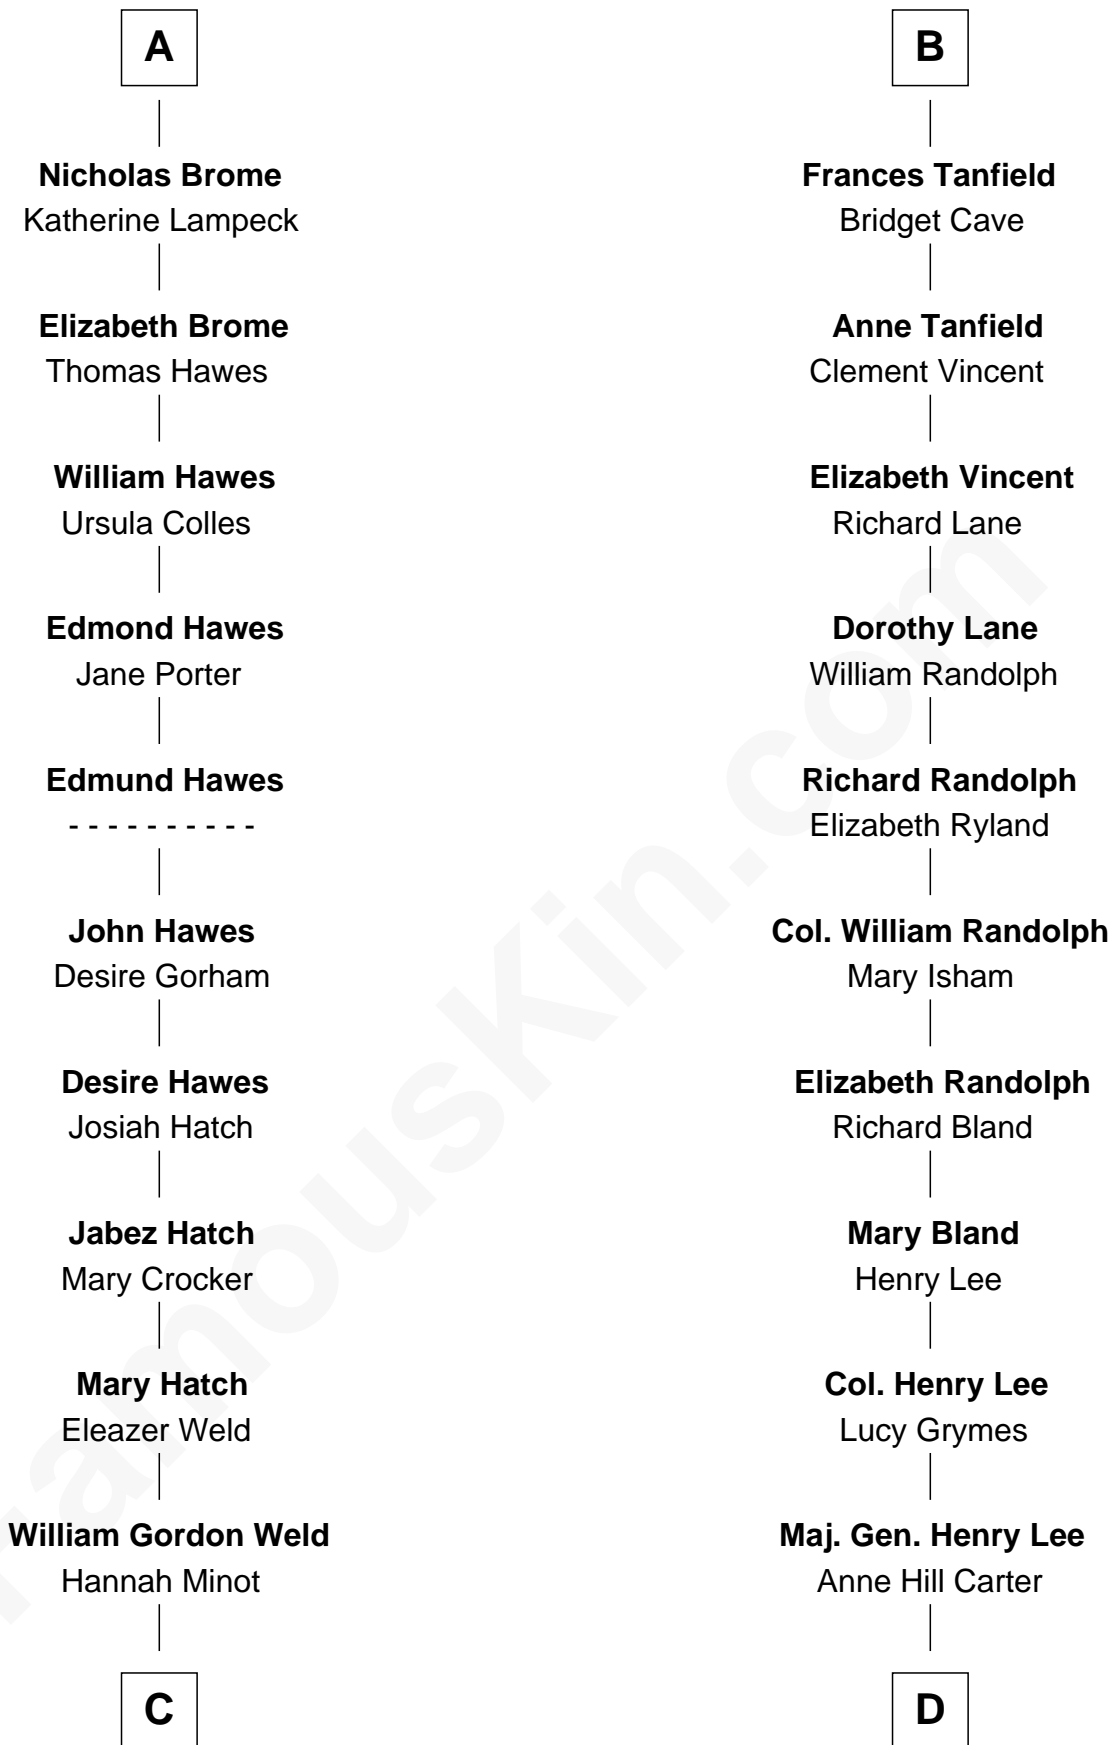 A
Nicholas Brome
Katherine Lampeck
Elizabeth Brome
Thomas Hawes
William Hawes
Ursula Colles
Edmond Hawes
Jane Porter
Edmund Hawes
- - - - - - - - - -
John Hawes
Desire Gorham
Desire Hawes
Josiah Hatch
Jabez Hatch
Mary Crocker
Mary Hatch
Eleazer Weld
William Gordon Weld
Hannah Minot
C
B
Frances Tanfield
Bridget Cave
Anne Tanfield
Clement Vincent
Elizabeth Vincent
Richard Lane
Dorothy Lane
William Randolph
Richard Randolph
Elizabeth Ryland
Col. William Randolph
Mary Isham
Elizabeth Randolph
Richard Bland
Mary Bland
Henry Lee
Col. Henry Lee
Lucy Grymes
Maj. Gen. Henry Lee
Anne Hill Carter
D
FamousKin.com